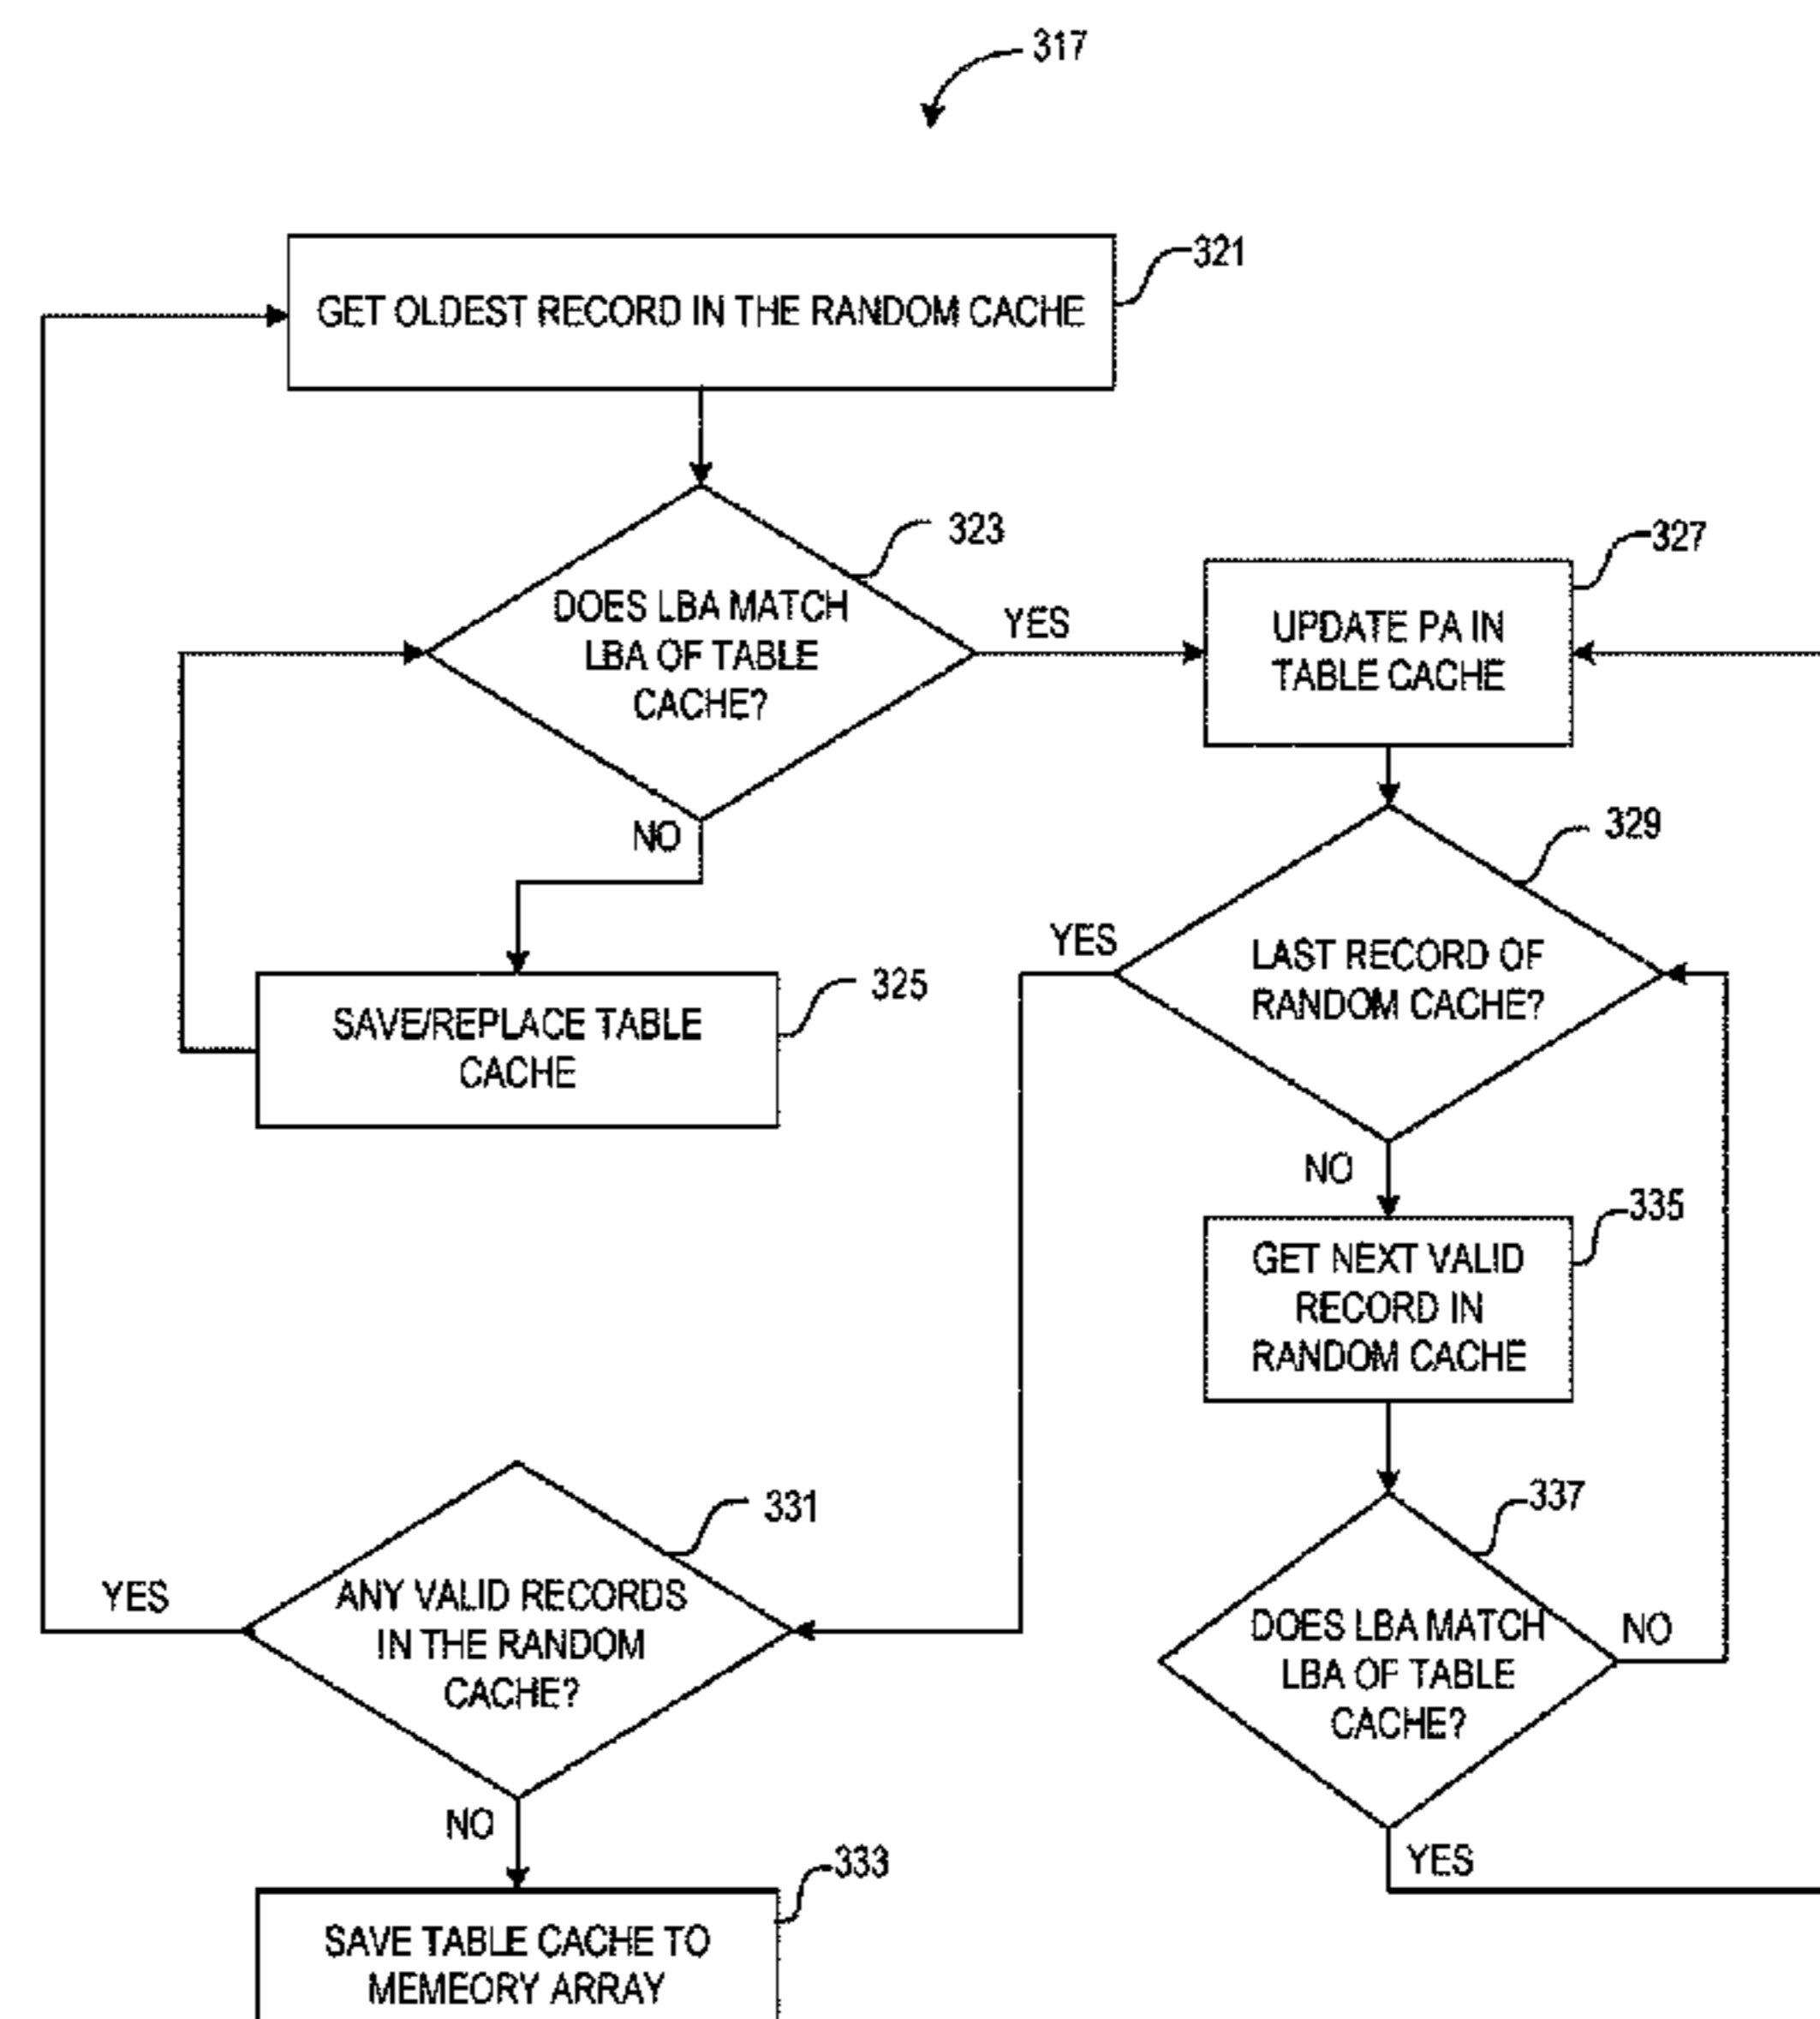 317
321
GET OLDEST RECORD IN THE RANDOM CACHE
323
DOES LBA MATCH
LBA OF TABLE
CACHE?
YES
327
UPDATE PA IN
TABLE CACHE
NO
329
LAST RECORD OF
RANDOM CACHE?
YES
325
SAVE/REPLACE TABLE
CACHE
NO
335
GET NEXT VALID
RECORD IN
RANDOM CACHE
331
ANY VALID RECORDS
IN THE RANDOM
CACHE?
YES
337
DOES LBA MATCH
LBA OF TABLE
CACHE?
NO
NO
YES
333
SAVE TABLE CACHE TO
MEMEORY ARRAY